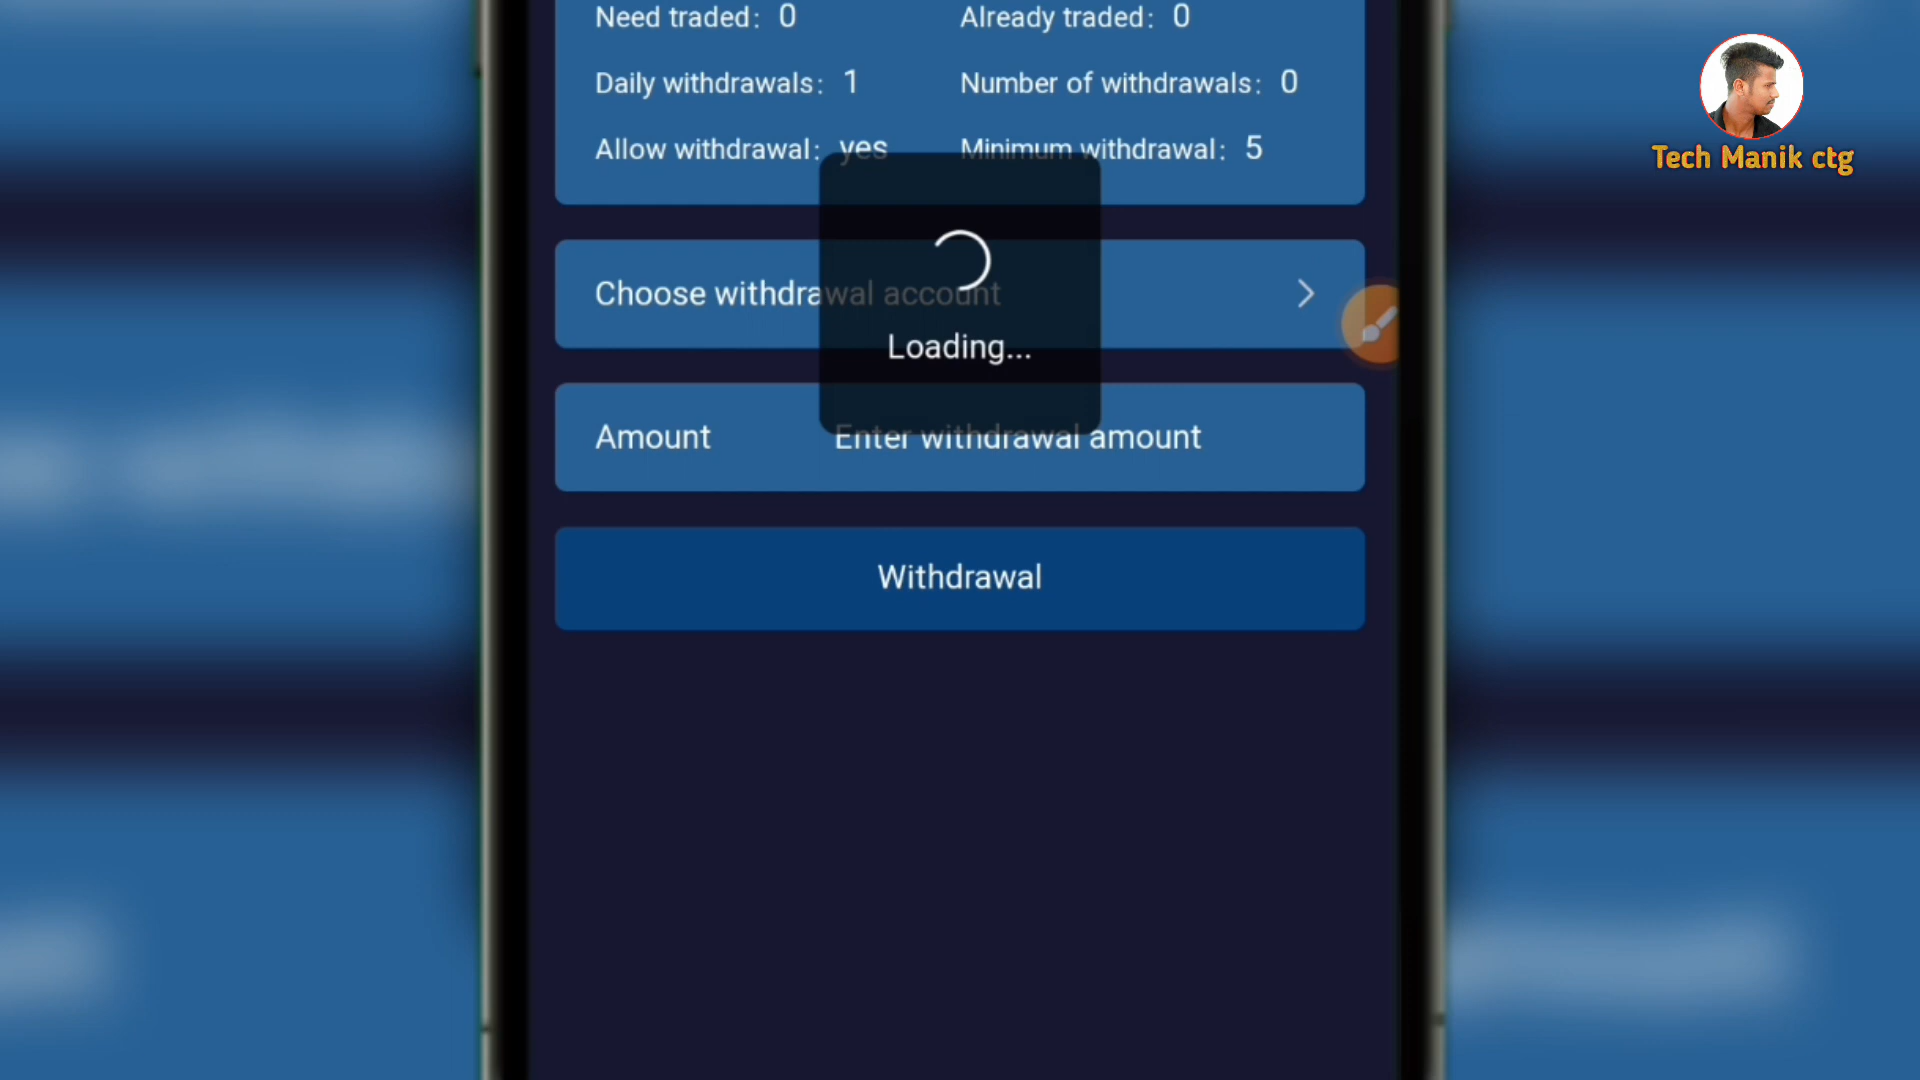 Need traded: 0 Already traded: 0
Daily withdrawals: 1 Number of withdrawals: 0
Allow withdrawal: yes Minimum withdrawal: 5
Choose withdrawal account
Loading...
Amount Enter withdrawal amount
Withdrawal
Tech Manik ctg